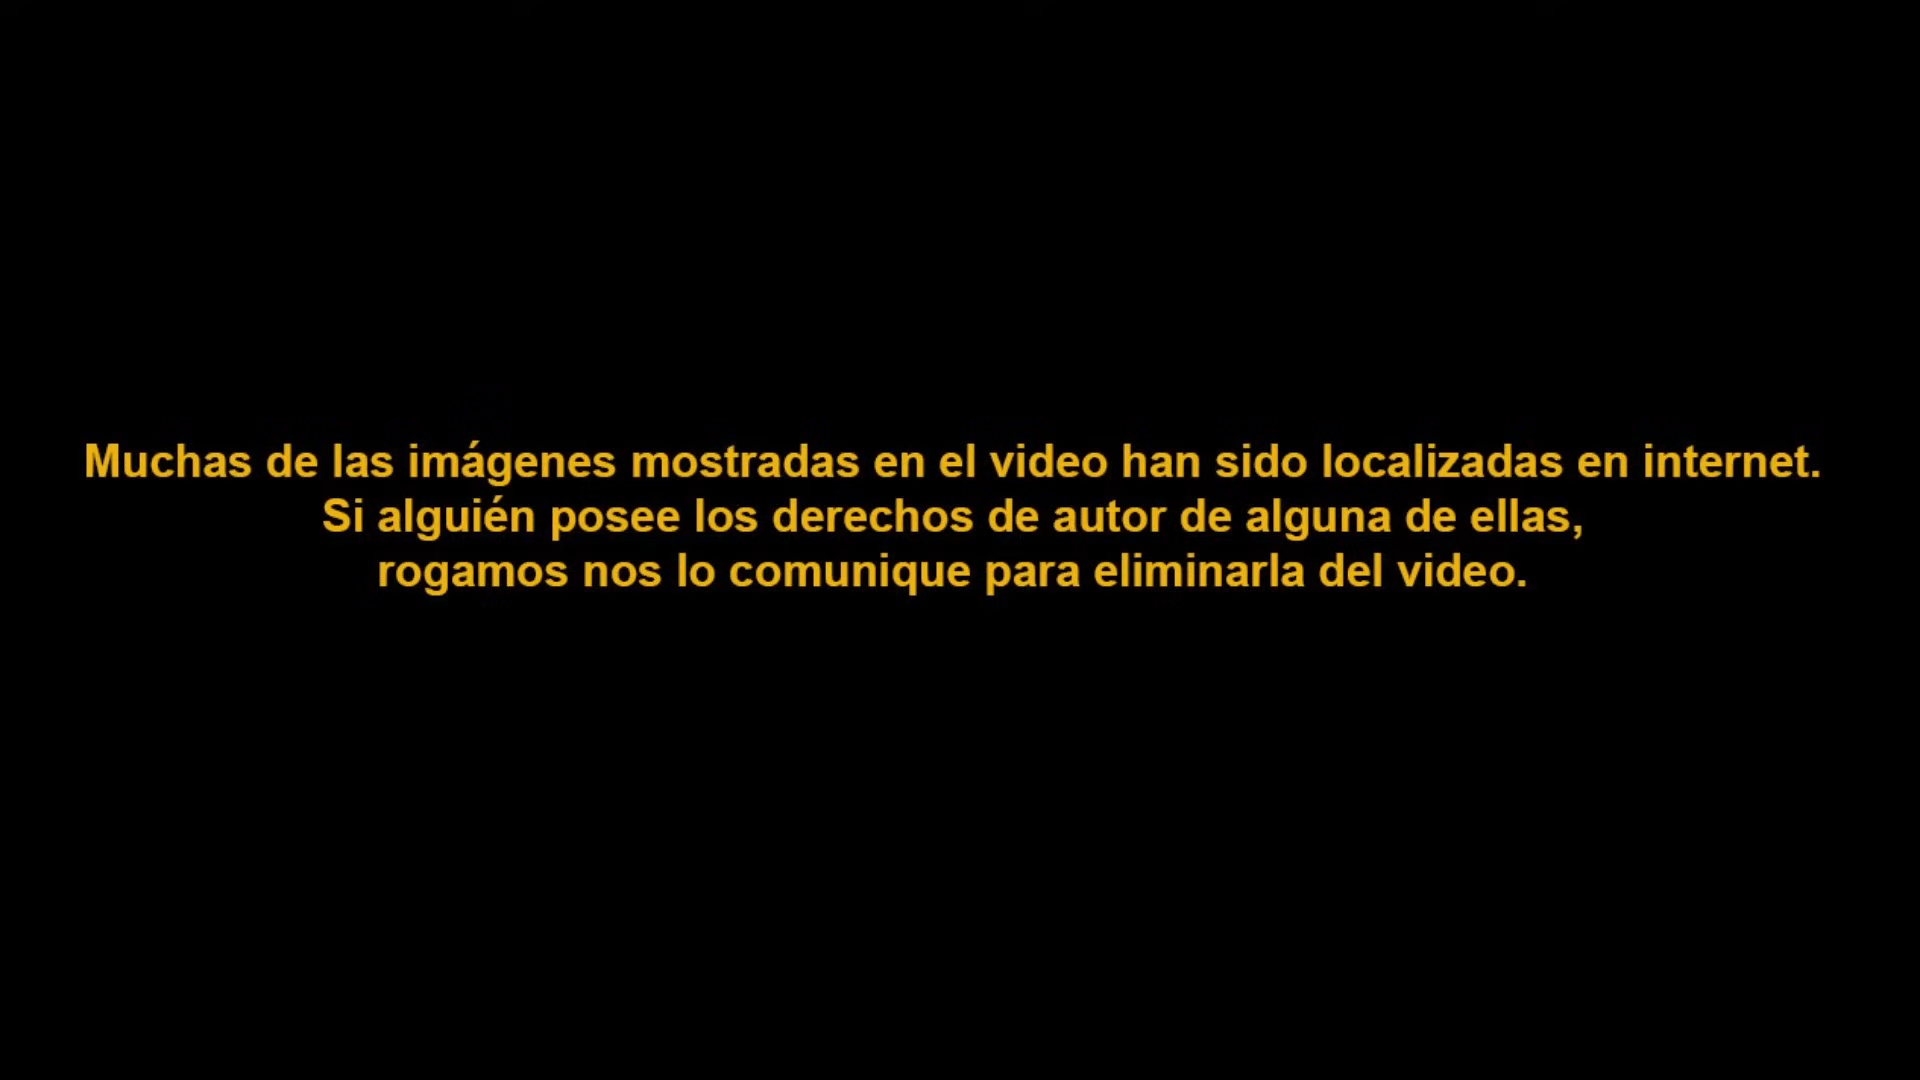 Muchas de las imágenes mostradas en el video han sido localizadas en internet.
Si alguién posee los derechos de autor de alguna de ellas,
rogamos nos lo comunique para eliminarla del video.